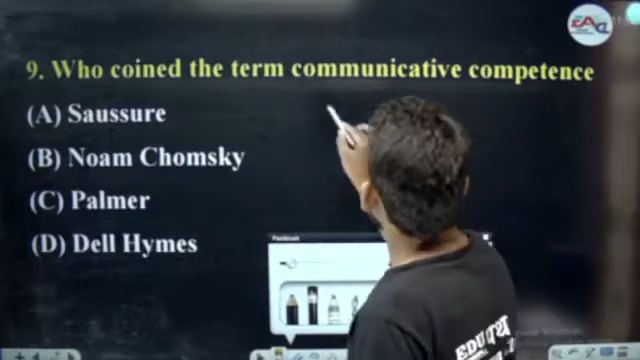 9. Who coined the term communicative competence
(A) Saussure
(B) Noam Chomsky
(C) Palmer
(D) Dell Hymes